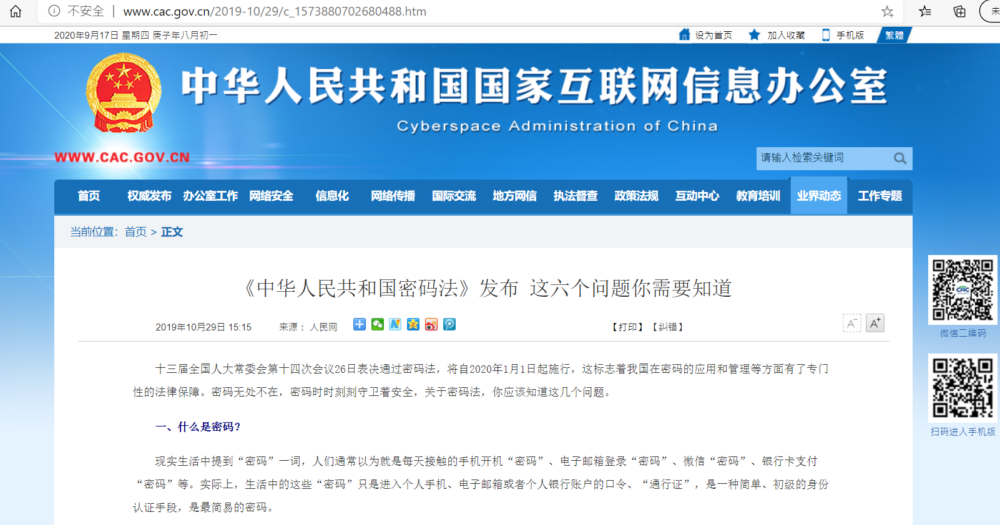 不安全 www.cac.gov.cn/2019-10/29/c_1573880702680488.htm
2020年9月17日 星期四 庚子年八月初一 设为首页 加入收藏 手机版 繁體
中华人民共和国国家互联网信息办公室
Cyberspace Administration of China
WWW.CAC.GOV.CN
请输入检索关键词
首页 权威发布 办公室工作 网络安全 信息化 网络传播 国际交流 地方网信 执法督查 政策法规 互动中心 教育培训 业界动态 工作专题
当前位置：首页 > 正文
《中华人民共和国密码法》发布 这六个问题你需要知道
2019年10月29日 15:15 来源：人民网 【打印】【纠错】 A- A+
十三届全国人大常委会第十四次会议26日表决通过密码法，将自2020年1月1日起施行，这标志着我国在密码的应用和管理等方面有了专门
性的法律保障。密码无处不在，密码时时刻刻守卫着安全，关于密码法，你应该知道这几个问题。
一、什么是密码？
现实生活中提到“密码”一词，人们通常以为就是每天接触的手机开机“密码”、电子邮箱登录“密码”、微信“密码”、银行卡支付
“密码”等。实际上，生活中的这些“密码”只是进入个人手机、电子邮箱或者个人银行账户的口令、“通行证”，是一种简单、初级的身份
认证手段，是最简易的密码。
CAC
微信二维码
扫码进入手机版